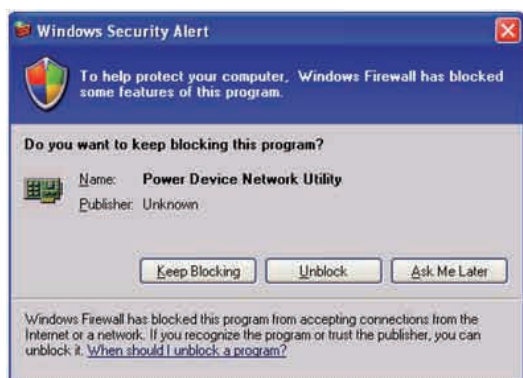 Windows Security Alert
To help protect your computer, Windows Firewall has blocked
some features of this program.
Do you want to keep blocking this program?
Name: Power Device Network Utility
Publisher: Unknown
Keep Blocking Unblock Ask Me Later
Windows Firewall has blocked this program from accepting connections from the
Internet or a network. If you recognize the program or trust the publisher, you can
unblock it. When should I unblock a program?